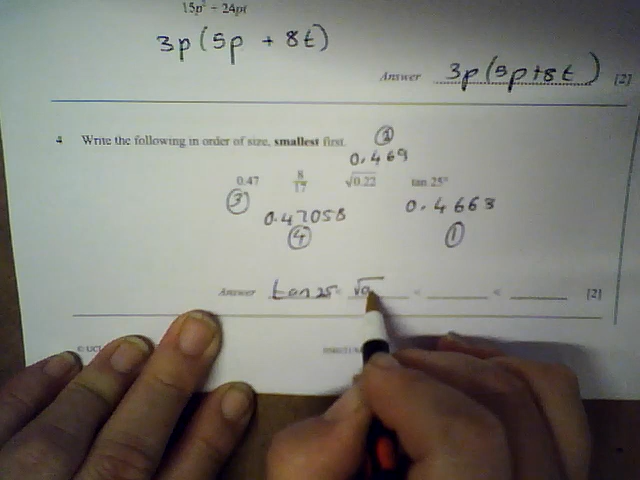 15p² + 24pt
3p(5p + 8t)
Answer 3p(5p+8t) [2]
4 Write the following in order of size, smallest first.
②
0.469
0.47 8/17 √0.22 tan 25°
③ 0.47058 0.4663
④ ①
Answer tan 25 < √0 < < [2]
© UCL